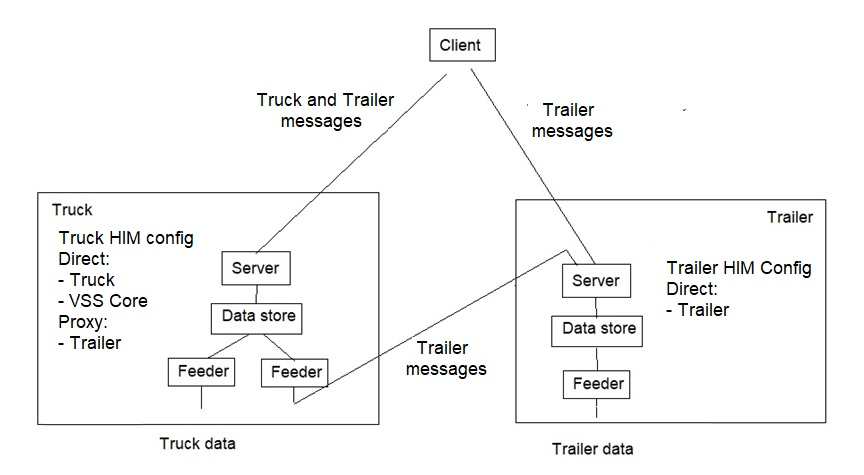 Client
Truck and Trailer
messages
Trailer
messages
Truck
Truck HIM config
Direct:
- Truck
- VSS Core
Proxy:
- Trailer
Server
Data store
Feeder
Feeder
Truck data
Trailer
messages
Trailer
Server
Trailer HIM Config
Direct:
- Trailer
Data store
Feeder
Trailer data